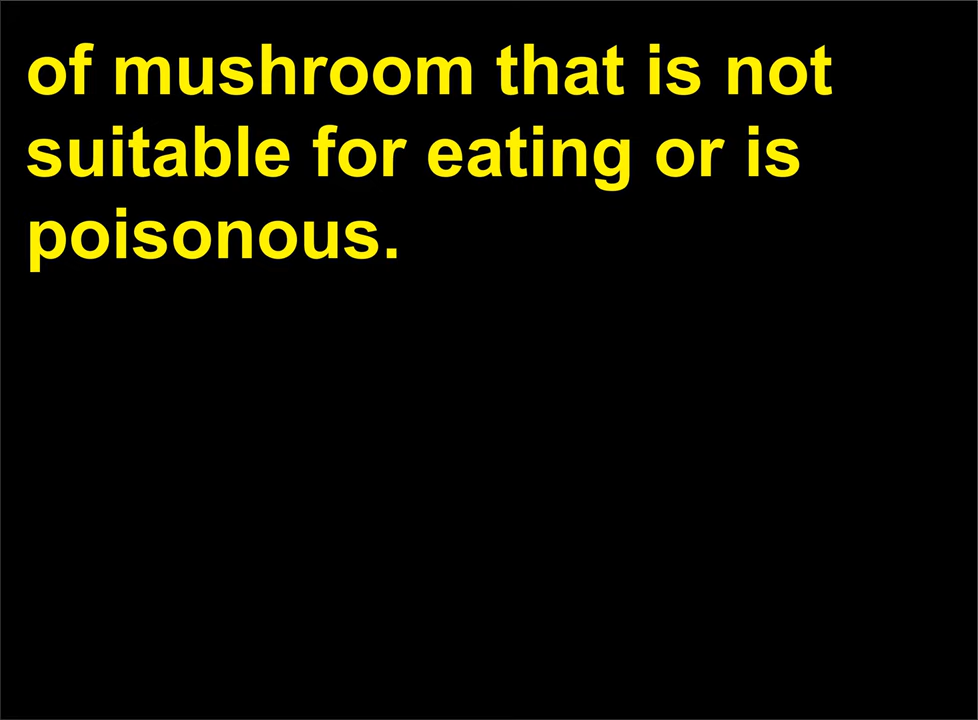 of mushroom that is not
suitable for eating or is
poisonous.